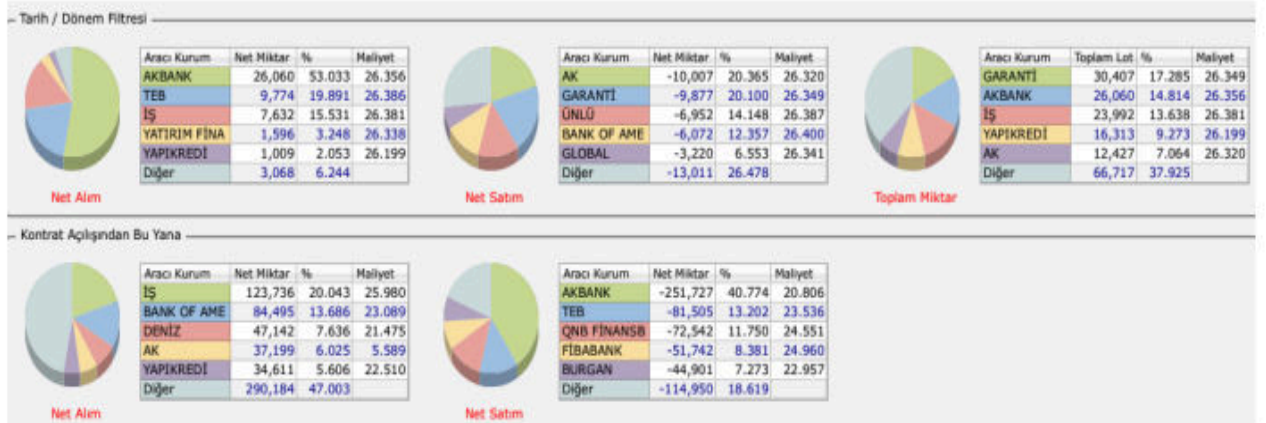 Tarih / Dönem Filtresi
Aracı Kurum Net Miktar % Maliyet
AKBANK 26,060 53.033 26.356
TEB 9,774 19.891 26.386
İŞ 7,632 15.531 26.381
YATIRIM FİNA 1,596 3.248 26.338
YAPIKREDİ 1,009 2.053 26.199
Diğer 3,068 6.244
Net Alım
Aracı Kurum Net Miktar % Maliyet
AK -10,007 20.365 26.320
GARANTİ -9,877 20.100 26.349
ÜNLÜ -6,952 14.148 26.387
BANK OF AME -6,072 12.357 26.400
GLOBAL -3,220 6.553 26.341
Diğer -13,011 26.478
Net Satım
Aracı Kurum Toplam Lot % Maliyet
GARANTİ 30,407 17.285 26.349
AKBANK 26,060 14.814 26.356
İŞ 23,992 13.638 26.381
YAPIKREDİ 16,313 9.273 26.199
AK 12,427 7.064 26.320
Diğer 66,717 37.925
Toplam Miktar
Kontrat Açılışından Bu Yana
Aracı Kurum Net Miktar % Maliyet
İŞ 123,736 20.043 25.980
BANK OF AME 84,495 13.686 23.089
DENİZ 47,142 7.636 21.475
AK 37,199 6.025 5.589
YAPIKREDİ 34,611 5.606 22.510
Diğer 290,184 47.003
Net Alım
Aracı Kurum Net Miktar % Maliyet
AKBANK -251,727 40.774 20.806
TEB -81,505 13.202 23.536
QNB FİNANSB -72,542 11.750 24.551
FİBABANK -51,742 8.381 24.960
BURGAN -44,901 7.273 22.957
Diğer -114,950 18.619
Net Satım